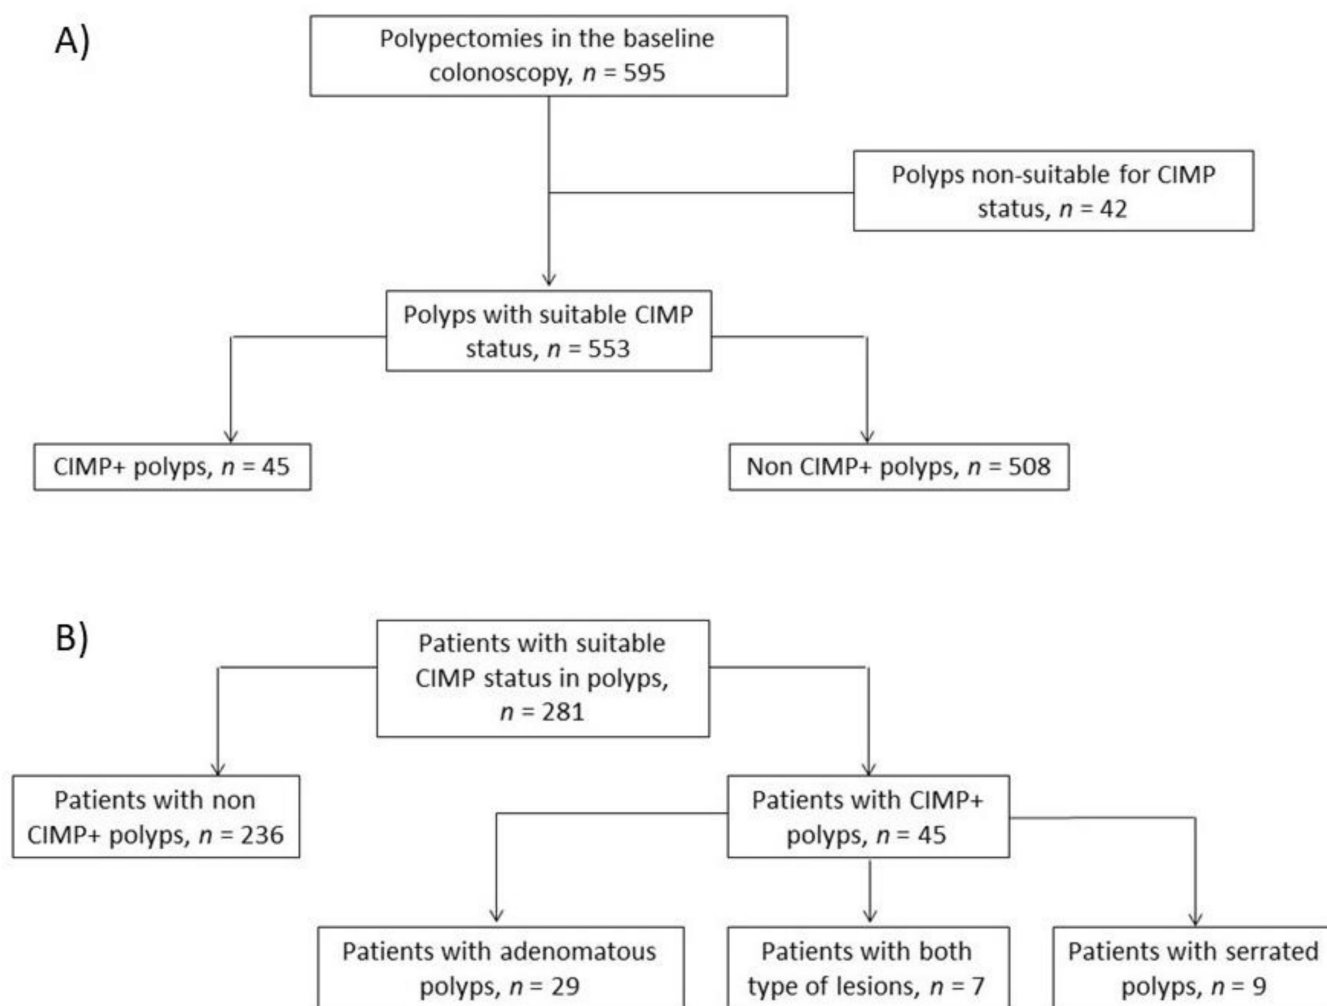 A)
Polypectomies in the baseline
colonoscopy, n = 595
Polyps non-suitable for CIMP
status, n = 42
Polyps with suitable CIMP
status, n = 553
CIMP+ polyps, n = 45
Non CIMP+ polyps, n = 508
B)
Patients with suitable
CIMP status in polyps,
n = 281
Patients with non
CIMP+ polyps, n = 236
Patients with CIMP+
polyps, n = 45
Patients with adenomatous
polyps, n = 29
Patients with both
type of lesions, n = 7
Patients with serrated
polyps, n = 9